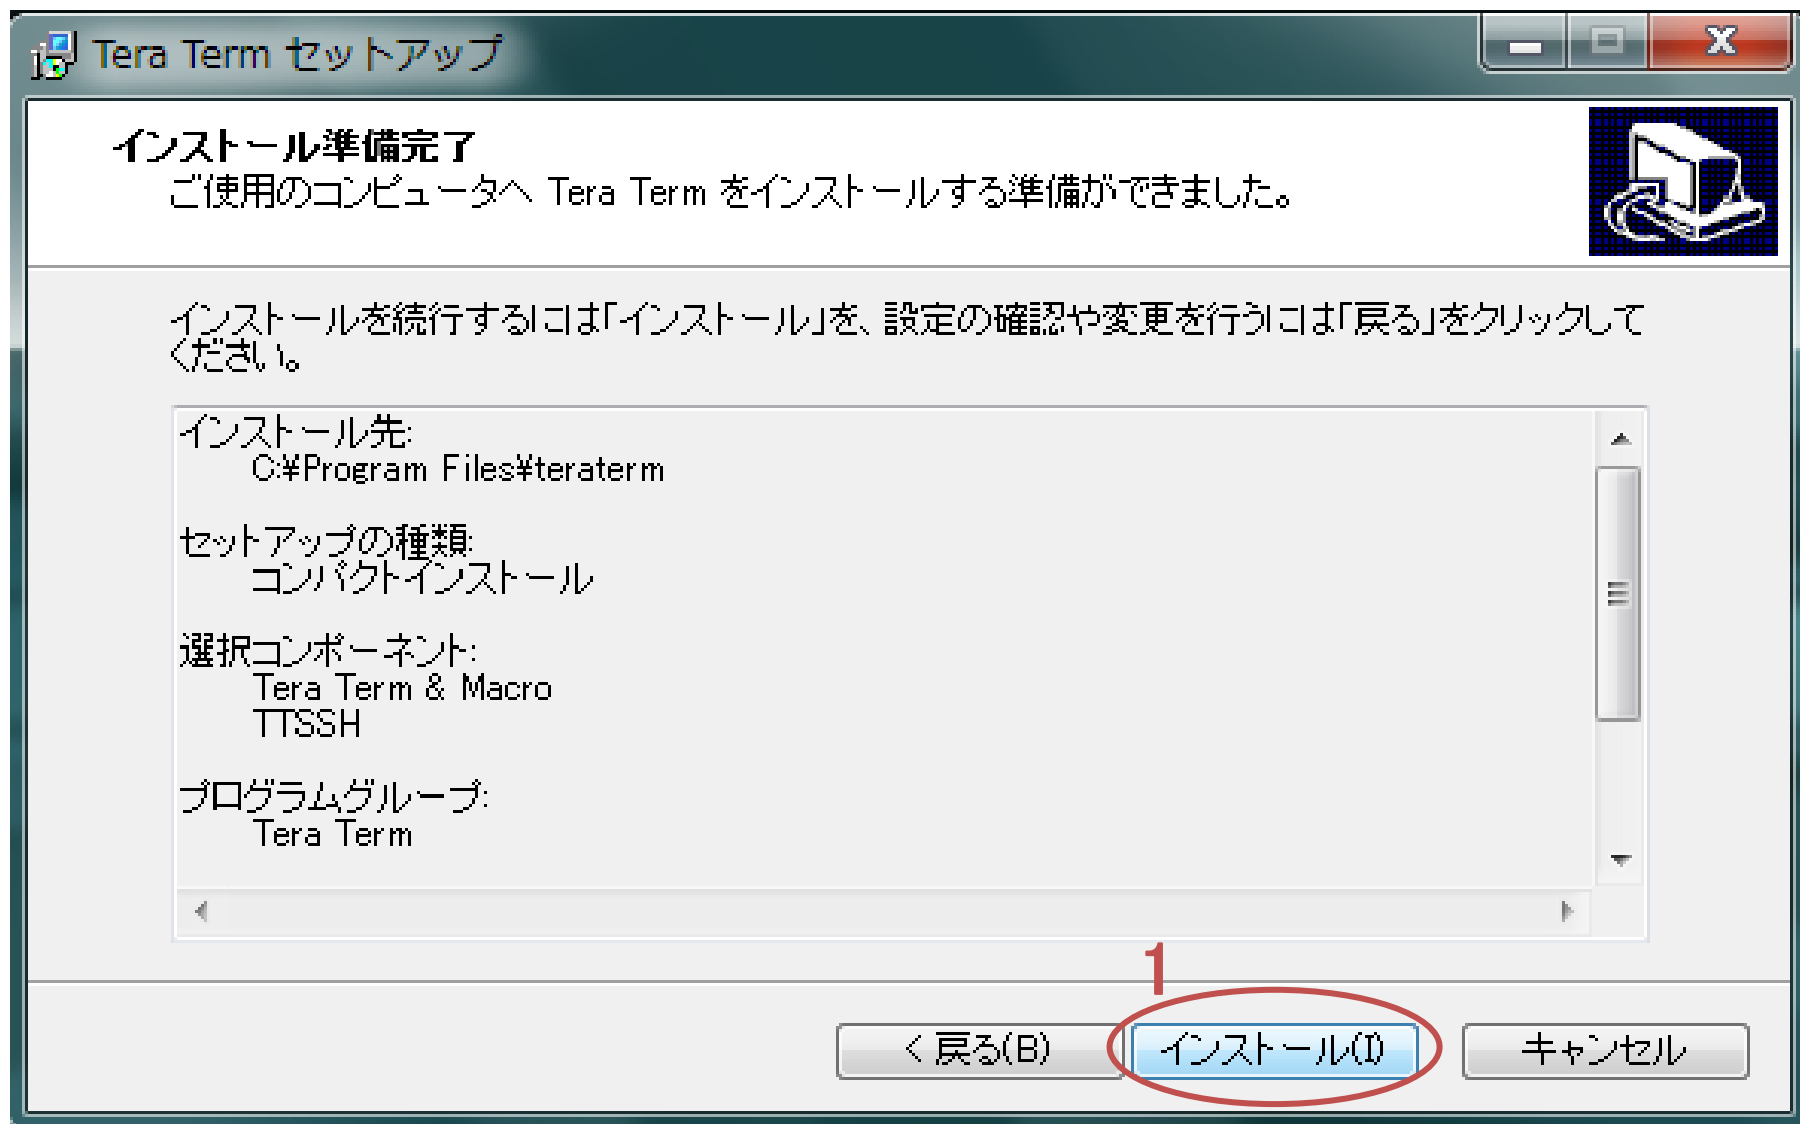 Tera Term セットアップ
インストール準備完了
ご使用のコンピュータへ Tera Term をインストールする準備ができました。
インストールを続行するには「インストール」を、設定の確認や変更を行うには「戻る」をクリックして
ください。
インストール先:
C:¥Program Files¥teraterm
セットアップの種類:
コンパクトインストール
選択コンポーネント:
Tera Term & Macro
TTSSH
プログラムグループ:
Tera Term
1
< 戻る(B)
インストール(I)
キャンセル